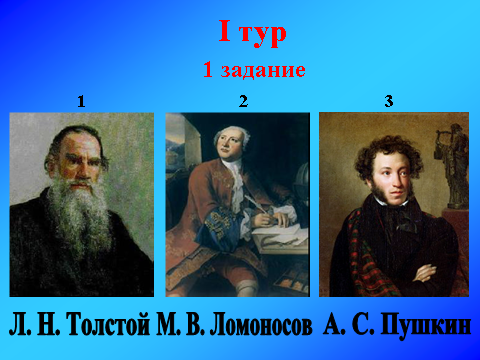 I тур
1 задание
1 2 3
Л. Н. Толстой М. В. Ломоносов А. С. Пушкин